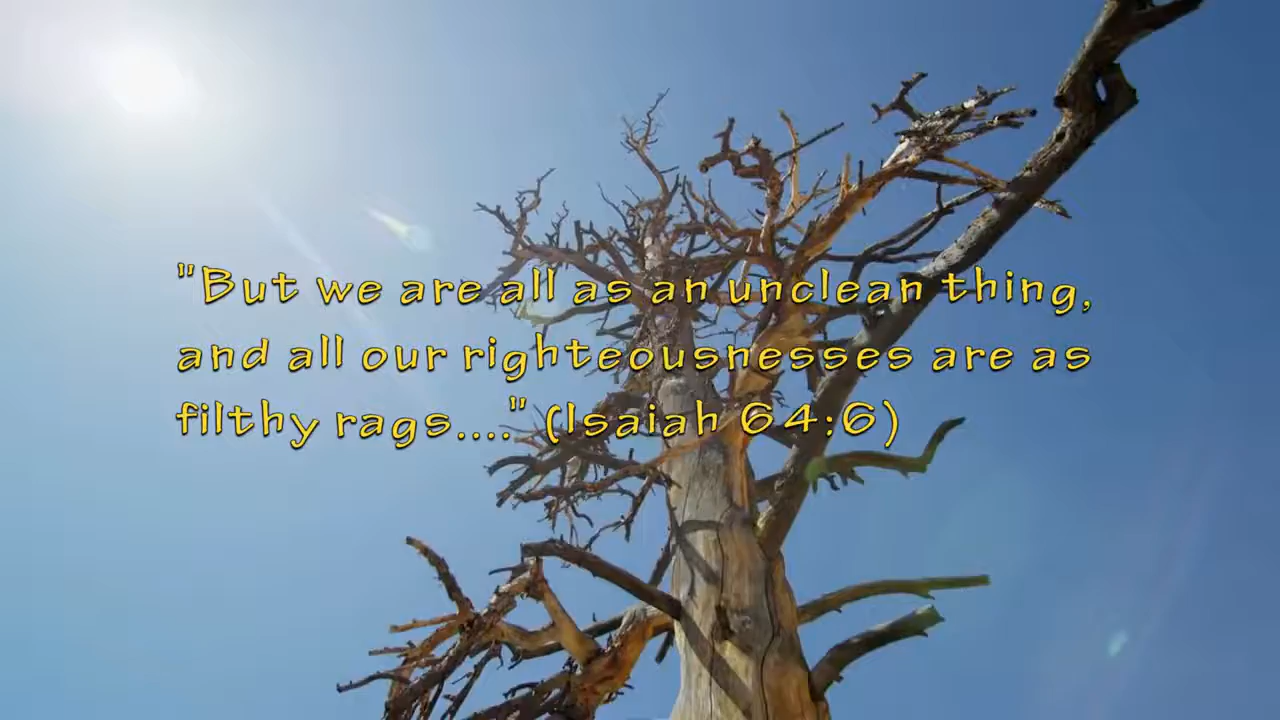 "But we are all as an unclean thing,
and all our righteousnesses are as
filthy rags...." (Isaiah 64:6)